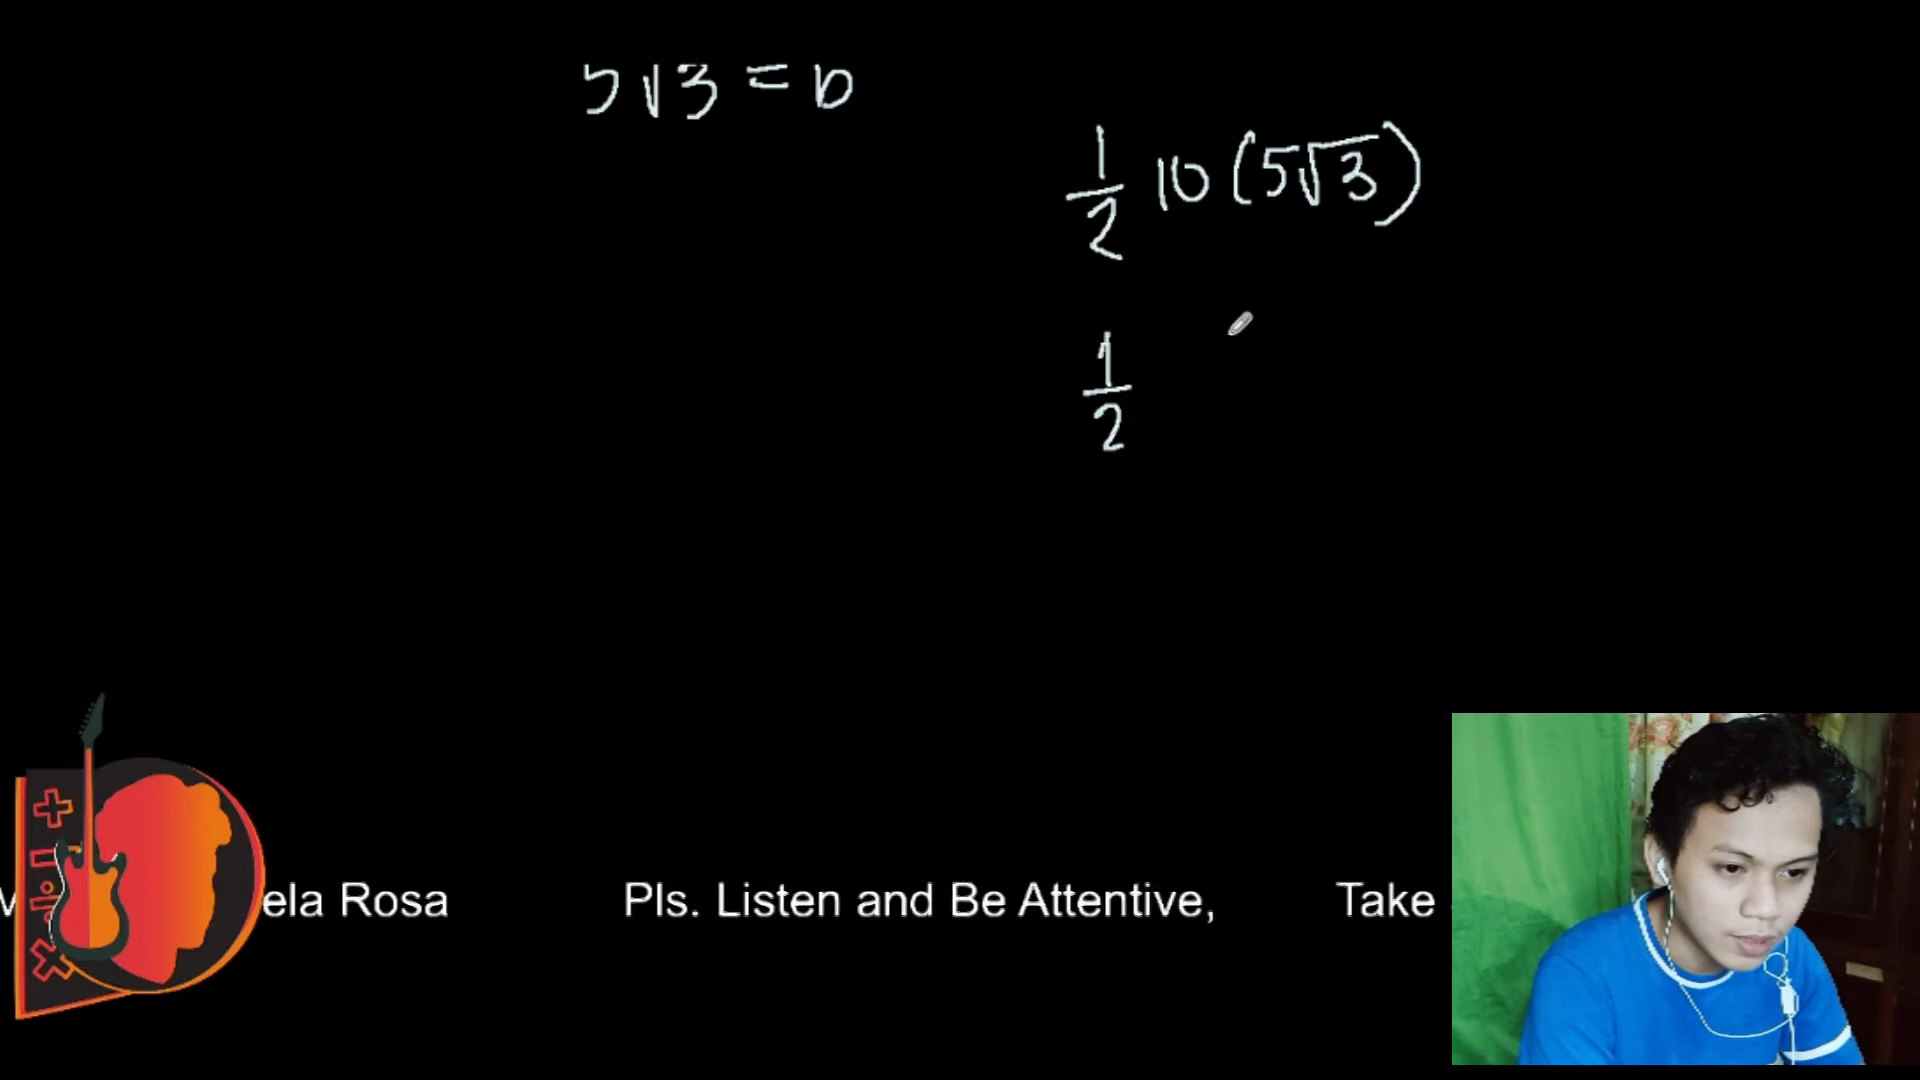 5√3 = b
1/2 10 (5√3)
1/2
ela Rosa Pls. Listen and Be Attentive, Take